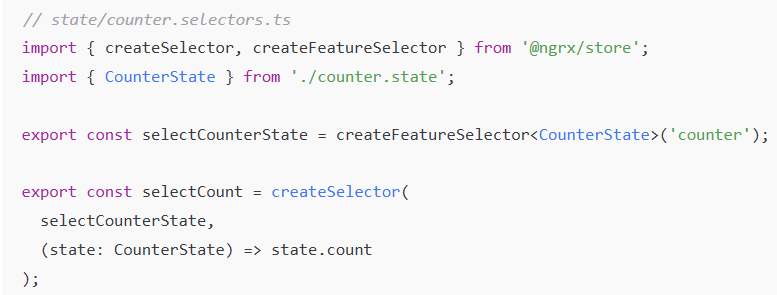 // state/counter.selectors.ts
import { createSelector, createFeatureSelector } from '@ngrx/store';
import { CounterState } from './counter.state';

export const selectCounterState = createFeatureSelector<CounterState>('counter');

export const selectCount = createSelector(
  selectCounterState,
  (state: CounterState) => state.count
);